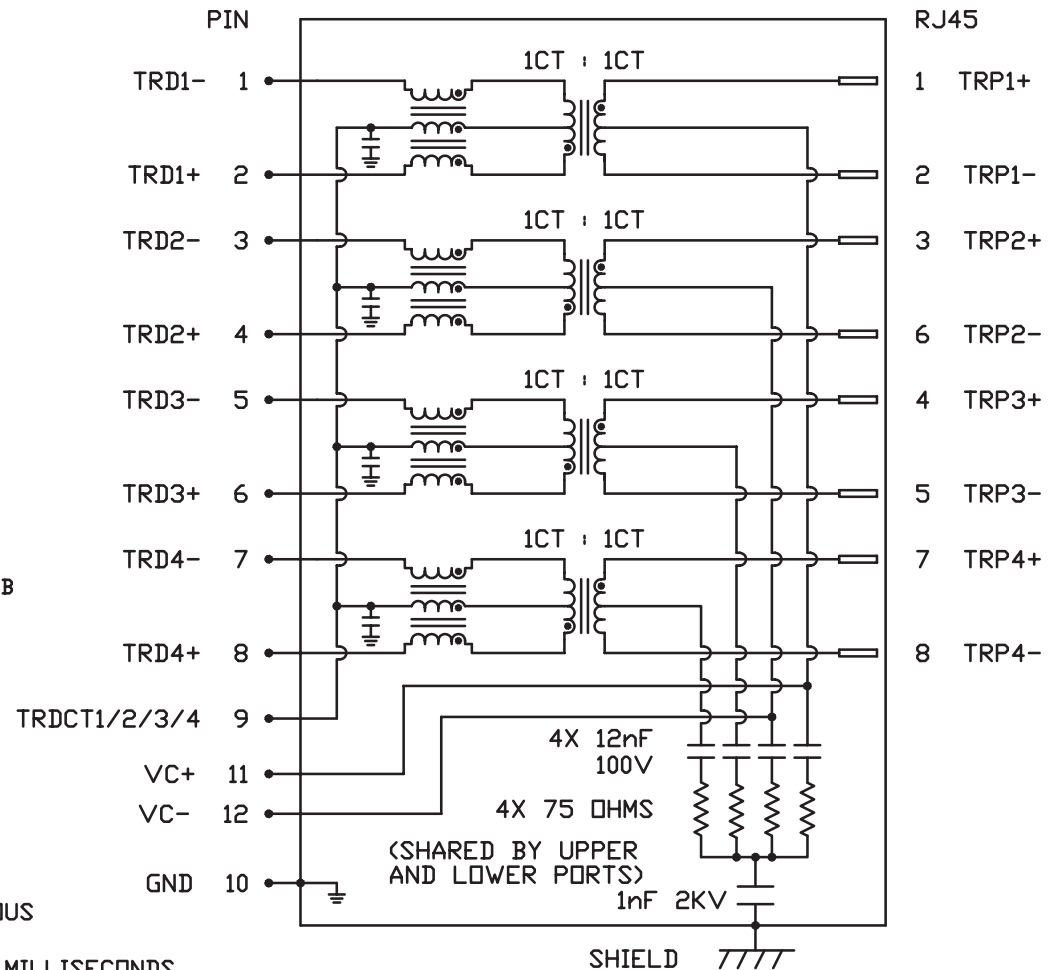 PIN RJ45
1CT : 1CT
TRD1- 1 1 TRP1+
TRD1+ 2 2 TRP1-
1CT : 1CT
TRD2- 3 3 TRP2+
TRD2+ 4 6 TRP2-
1CT : 1CT
TRD3- 5 4 TRP3+
TRD3+ 6 5 TRP3-
1CT : 1CT
TRD4- 7 7 TRP4+
B
TRD4+ 8 8 TRP4-
TRDCT1/2/3/4 9
4X 12nF
100V
VC+ 11
VC- 12
4X 75 OHMS
(SHARED BY UPPER
AND LOWER PORTS)
GND 10
1nF 2KV
OUS
SHIELD
MILLISECONDS